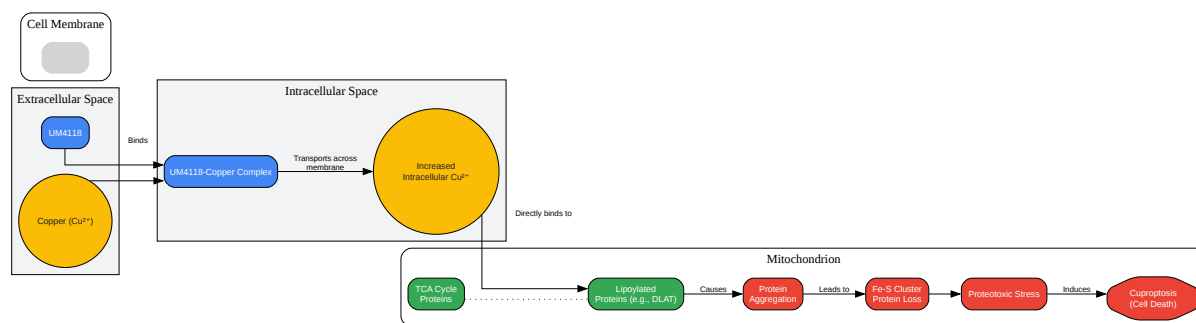 Cell Membrane
Extracellular Space
UM4118
Copper (Cu²⁺)
Binds
Intracellular Space
UM4118-Copper Complex
Transports across
membrane
Increased
Intracellular Cu²⁺
Directly binds to
Mitochondrion
TCA Cycle
Proteins
Lipoylated
Proteins (e.g., DLAT)
Causes
Protein
Aggregation
Leads to
Fe-S Cluster
Protein Loss
Proteotoxic Stress
Induces
Cuproptosis
(Cell Death)